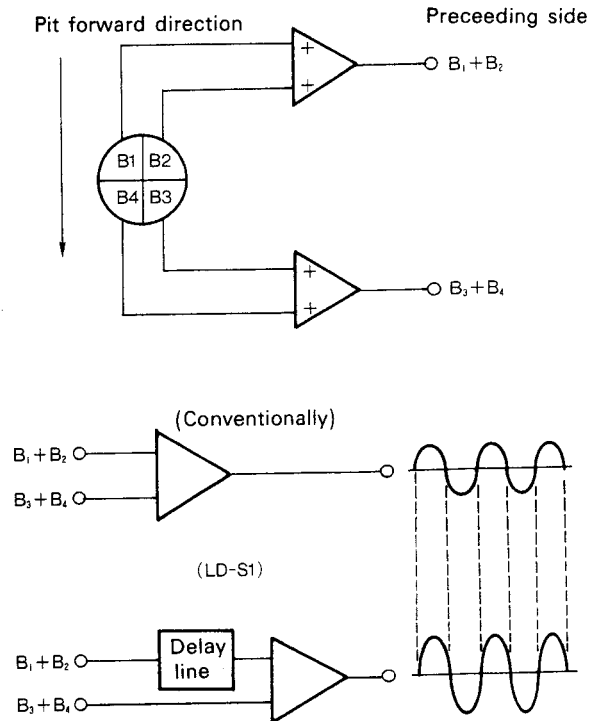 Pit forward direction
Preceeding side
+
+
B₁+B₂
B1 B2
B4 B3
+
+
B₃+B₄
(Conventionally)
B₁+B₂
B₃+B₄
(LD-S1)
B₁+B₂
Delay
line
B₃+B₄